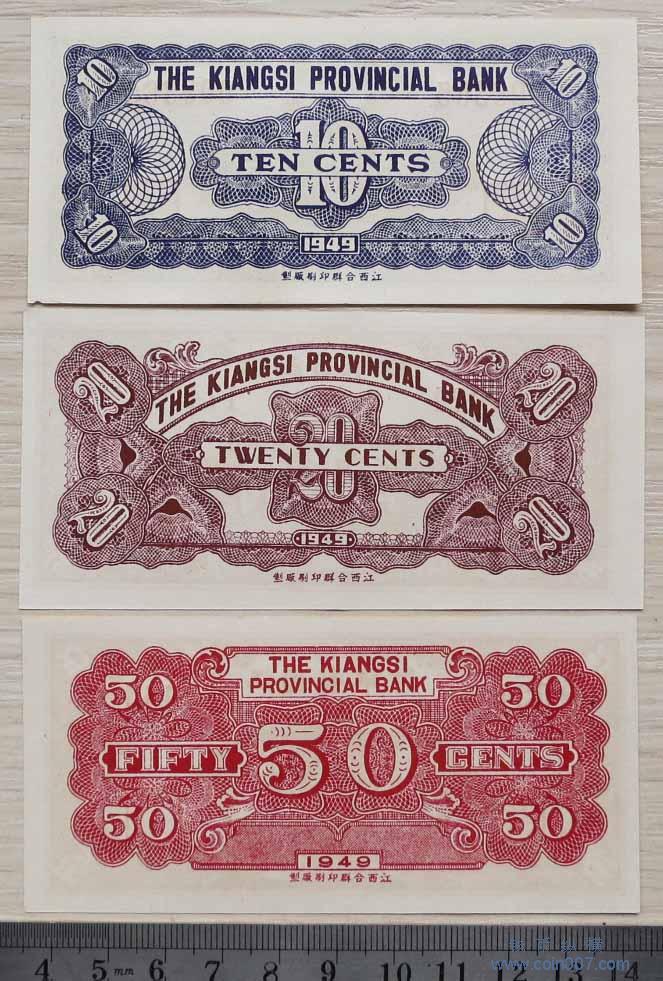 10 10
THE KIANGSI PROVINCIAL BANK
10
TEN CENTS
10 10
1949
製廠刷印群合西江
20 20
THE KIANGSI PROVINCIAL BANK
20
TWENTY CENTS
20 20
1949
製廠刷印群合西江
THE KIANGSI
PROVINCIAL BANK
50 50
FIFTY 50 CENTS
50 50
1949
製廠刷印群合西江
4 5 mm 6 7 8 9 10 11 12 13 14
www.coin007.com